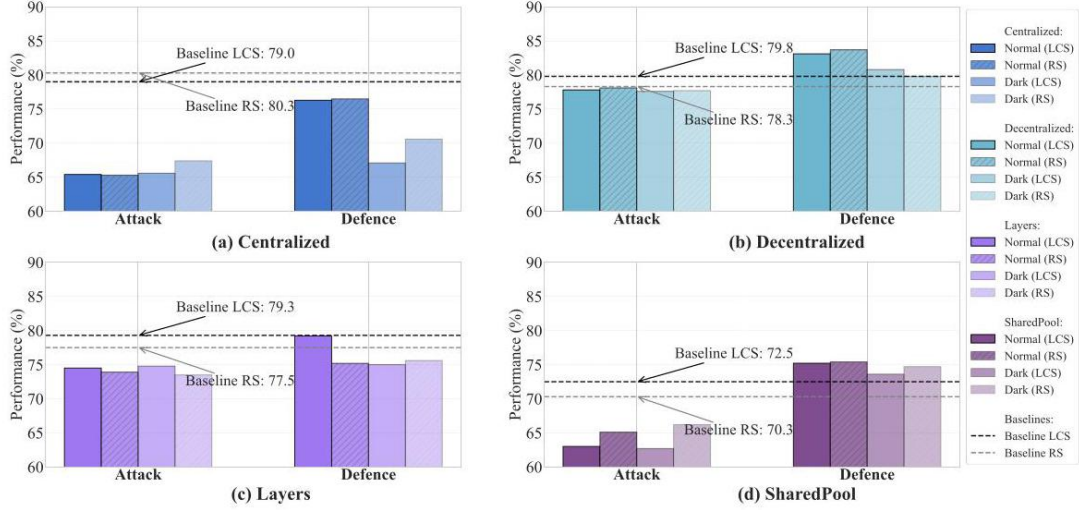 90
85
80
75
70
65
60
Performance (%)
Baseline LCS: 79.0
Baseline RS: 80.3
Attack
Defence
(a) Centralized
90
85
80
75
70
65
60
Performance (%)
Baseline LCS: 79.8
Baseline RS: 78.3
Attack
Defence
(b) Decentralized
90
85
80
75
70
65
60
Performance (%)
Baseline LCS: 79.3
Baseline RS: 77.5
Attack
Defence
(c) Layers
90
85
80
75
70
65
60
Performance (%)
Baseline LCS: 72.5
Baseline RS: 70.3
Attack
Defence
(d) SharedPool
Centralized:
Normal (LCS)
Normal (RS)
Dark (LCS)
Dark (RS)
Decentralized:
Normal (LCS)
Normal (RS)
Dark (LCS)
Dark (RS)
Layers:
Normal (LCS)
Normal (RS)
Dark (LCS)
Dark (RS)
SharedPool:
Normal (LCS)
Normal (RS)
Dark (LCS)
Dark (RS)
Baselines:
Baseline LCS
Baseline RS